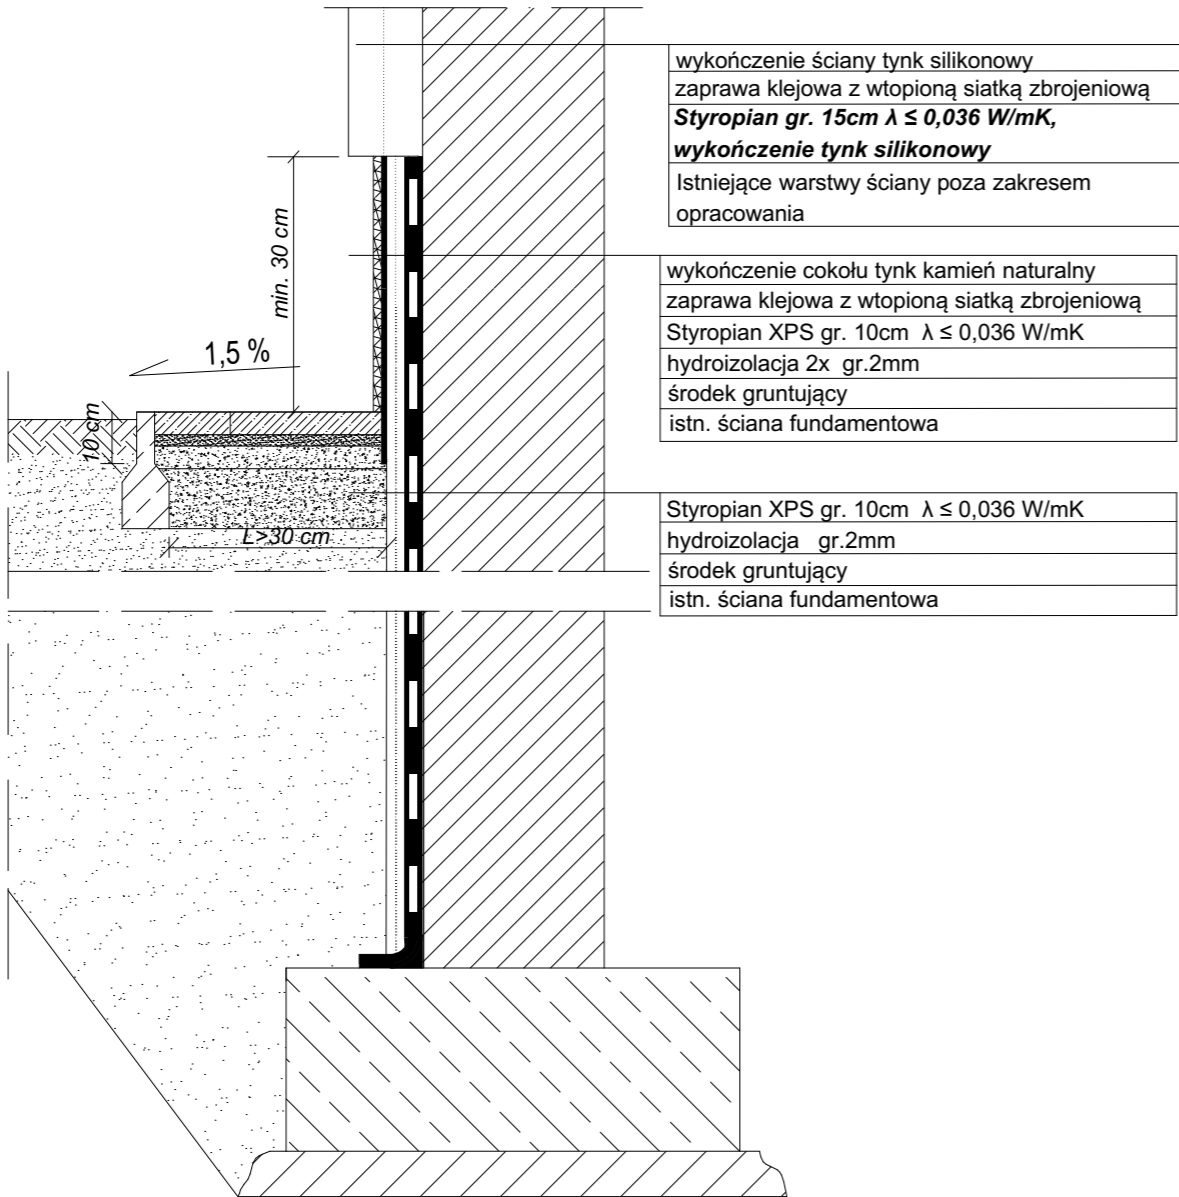 wykończenie ściany tynk silikonowy
zaprawa klejowa z wtopioną siatką zbrojeniową
Styropian gr. 15cm λ ≤ 0,036 W/mK,
wykończenie tynk silikonowy
Istniejące warstwy ściany poza zakresem
opracowania
min. 30 cm
wykończenie cokołu tynk kamień naturalny
zaprawa klejowa z wtopioną siatką zbrojeniową
Styropian XPS gr. 10cm λ ≤ 0,036 W/mK
hydroizolacja 2x gr.2mm
środek gruntujący
istn. ściana fundamentowa
1,5 %
10 cm
L>30 cm
Styropian XPS gr. 10cm λ ≤ 0,036 W/mK
hydroizolacja gr.2mm
środek gruntujący
istn. ściana fundamentowa